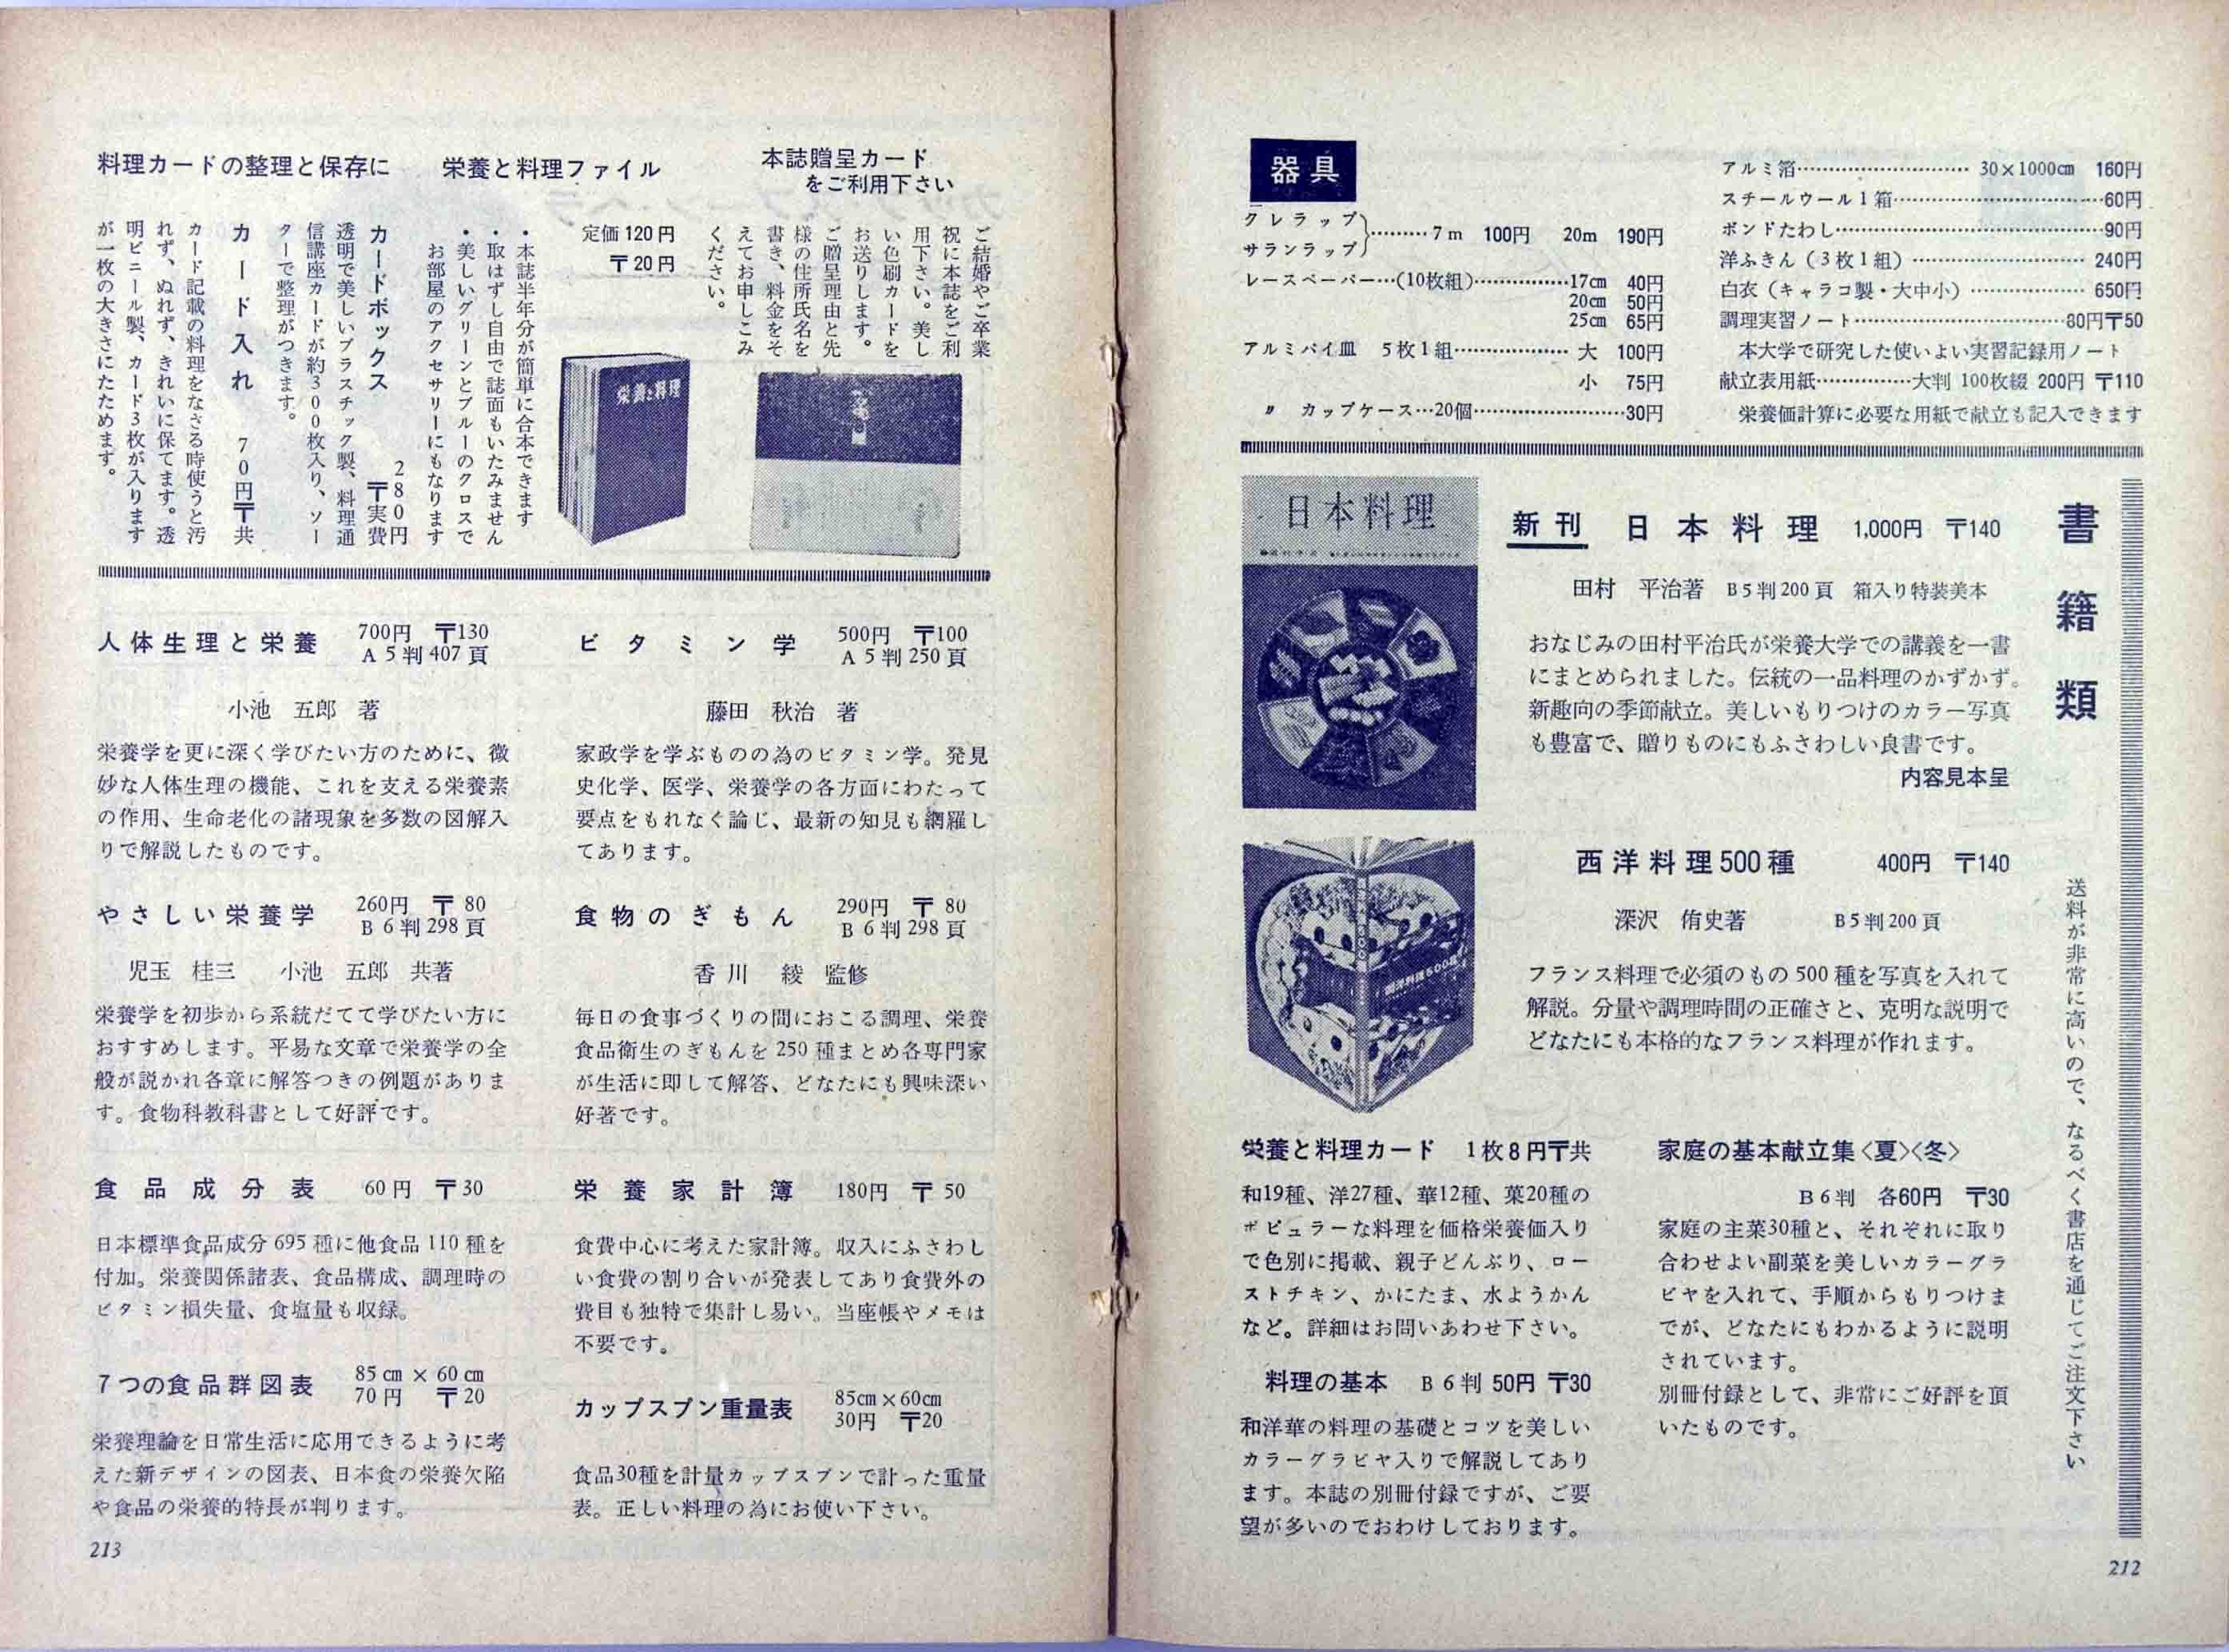 器具
クレラップ
サランラップ
………7m 100円 20m 190円
レースペーパー…(10枚組)……………17cm 40円
20cm 50円
25cm 65円
アルミパイ皿 5枚1組……………… 大 100円
小 75円
〃 カップケース…20個……………………30円
アルミ箔……………………… 30×1000cm 160円
スチールウール1箱……………………………60円
ボンドたわし……………………………………90円
洋ふきん(3枚1組)……………………… 240円
白衣(キャラコ製・大中小)……………… 650円
調理実習ノート……………………………80円〒50
本大学で研究した使いよい実習記録用ノート
献立表用紙……………大判 100枚綴 200円 〒110
栄養価計算に必要な用紙で献立も記入できます
書籍類
送料が非常に高いので、なるべく書店を通じてご注文下さい
日本料理
新刊 日本料理 1,000円 〒140
田村 平治著 B5判200頁 箱入り特装美本
おなじみの田村平治氏が栄養大学での講義を一書
にまとめられました。伝統の一品料理のかずかず。
新趣向の季節献立。美しいもりつけのカラー写真
も豊富で、贈りものにもふさわしい良書です。
内容見本呈
西洋料理500種 400円 〒140
深沢 侑史著 B5判200頁
フランス料理で必須のもの500種を写真を入れて
解説。分量や調理時間の正確さと、克明な説明で
どなたにも本格的なフランス料理が作れます。
西洋料理500種
栄養と料理カード 1枚8円〒共
和19種、洋27種、華12種、菓20種の
ポピュラーな料理を価格栄養価入り
で色別に掲載、親子どんぶり、ロー
ストチキン、かにたま、水ようかん
など。詳細はお問いあわせ下さい。
料理の基本 B6判 50円 〒30
和洋華の料理の基礎とコツを美しい
カラーグラビヤ入りで解説してあり
ます。本誌の別冊付録ですが、ご要
望が多いのでおわけしております。
家庭の基本献立集〈夏〉〈冬〉
B6判 各60円 〒30
家庭の主菜30種と、それぞれに取り
合わせよい副菜を美しいカラーグラ
ビヤを入れて、手順からもりつけま
でが、どなたにもわかるように説明
されています。
別冊付録として、非常にご好評を頂
いたものです。
212
本誌贈呈カード
をご利用下さい
ご結婚やご卒業
祝に本誌をご利
用下さい。美し
い色刷カードを
お送りします。
ご贈呈理由と先
様の住所氏名を
書き、料金をそ
えてお申しこみ
ください。
栄養と料理ファイル
定価120円
〒20円
栄養と料理
・本誌半年分が簡単に合本できます
・取はずし自由で誌面もいたみません
・美しいグリーンとブルーのクロスで
お部屋のアクセサリーにもなります
料理カードの整理と保存に
カードボックス 280円
〒実費
透明で美しいプラスチック製、料理通
信講座カードが約300枚入り、ソー
ターで整理がつきます。
カード入れ 70円〒共
カード記載の料理をなさる時使うと汚
れず、ぬれず、きれいに保てます。透
明ビニール製、カード3枚が入ります
が一枚の大きさにたためます。
人体生理と栄養 700円 〒130
A5判407頁
小池 五郎 著
栄養学を更に深く学びたい方のために、微
妙な人体生理の機能、これを支える栄養素
の作用、生命老化の諸現象を多数の図解入
りで解説したものです。
ビタミン学 500円 〒100
A5判250頁
藤田 秋治 著
家政学を学ぶものの為のビタミン学。発見
史化学、医学、栄養学の各方面にわたって
要点をもれなく論じ、最新の知見も網羅し
てあります。
やさしい栄養学 260円 〒80
B6判298頁
児玉 桂三 小池 五郎 共著
栄養学を初歩から系統だてて学びたい方に
おすすめします。平易な文章で栄養学の全
般が説かれ各章に解答つきの例題がありま
す。食物科教科書として好評です。
食物のぎもん 290円 〒80
B6判298頁
香川 綾 監修
毎日の食事づくりの間におこる調理、栄養
食品衛生のぎもんを250種まとめ各専門家
が生活に即して解答、どなたにも興味深い
好著です。
食品成分表 60円 〒30
日本標準食品成分695種に他食品110種を
付加。栄養関係諸表、食品構成、調理時の
ビタミン損失量、食塩量も収録。
栄養家計簿 180円 〒50
食費中心に考えた家計簿。収入にふさわし
い食費の割り合いが発表してあり食費外の
費目も独特で集計し易い。当座帳やメモは
不要です。
7つの食品群図表 85cm×60cm
70円 〒20
栄養理論を日常生活に応用できるように考
えた新デザインの図表、日本食の栄養欠陥
や食品の栄養的特長が判ります。
カップスプン重量表 85cm×60cm
30円 〒20
食品30種を計量カップスプンで計った重量
表。正しい料理の為にお使い下さい。
213